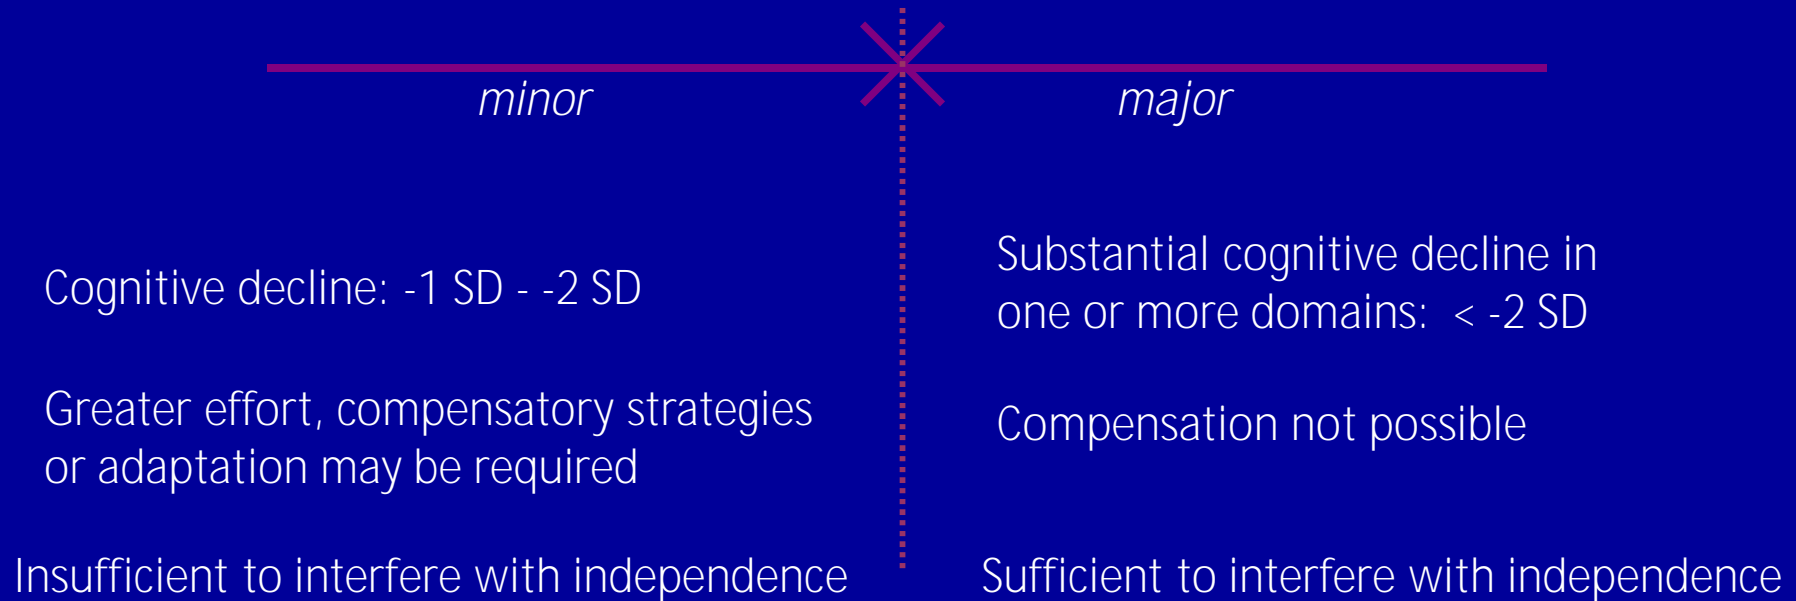 minor
major
Cognitive decline: -1 SD - -2 SD
Greater effort, compensatory strategies
or adaptation may be required
Insufficient to interfere with independence
Substantial cognitive decline in
one or more domains:  < -2 SD
Compensation not possible
Sufficient to interfere with independence